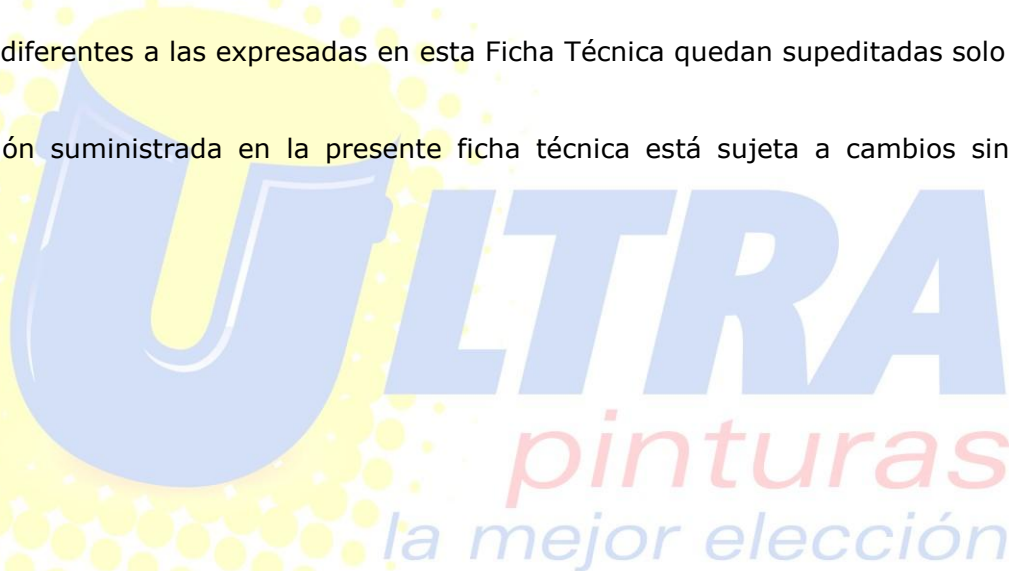 diferentes a las expresadas en esta Ficha Técnica quedan supeditadas solo
ón suministrada en la presente ficha técnica está sujeta a cambios sin
ULTRA
pinturas
la mejor elección